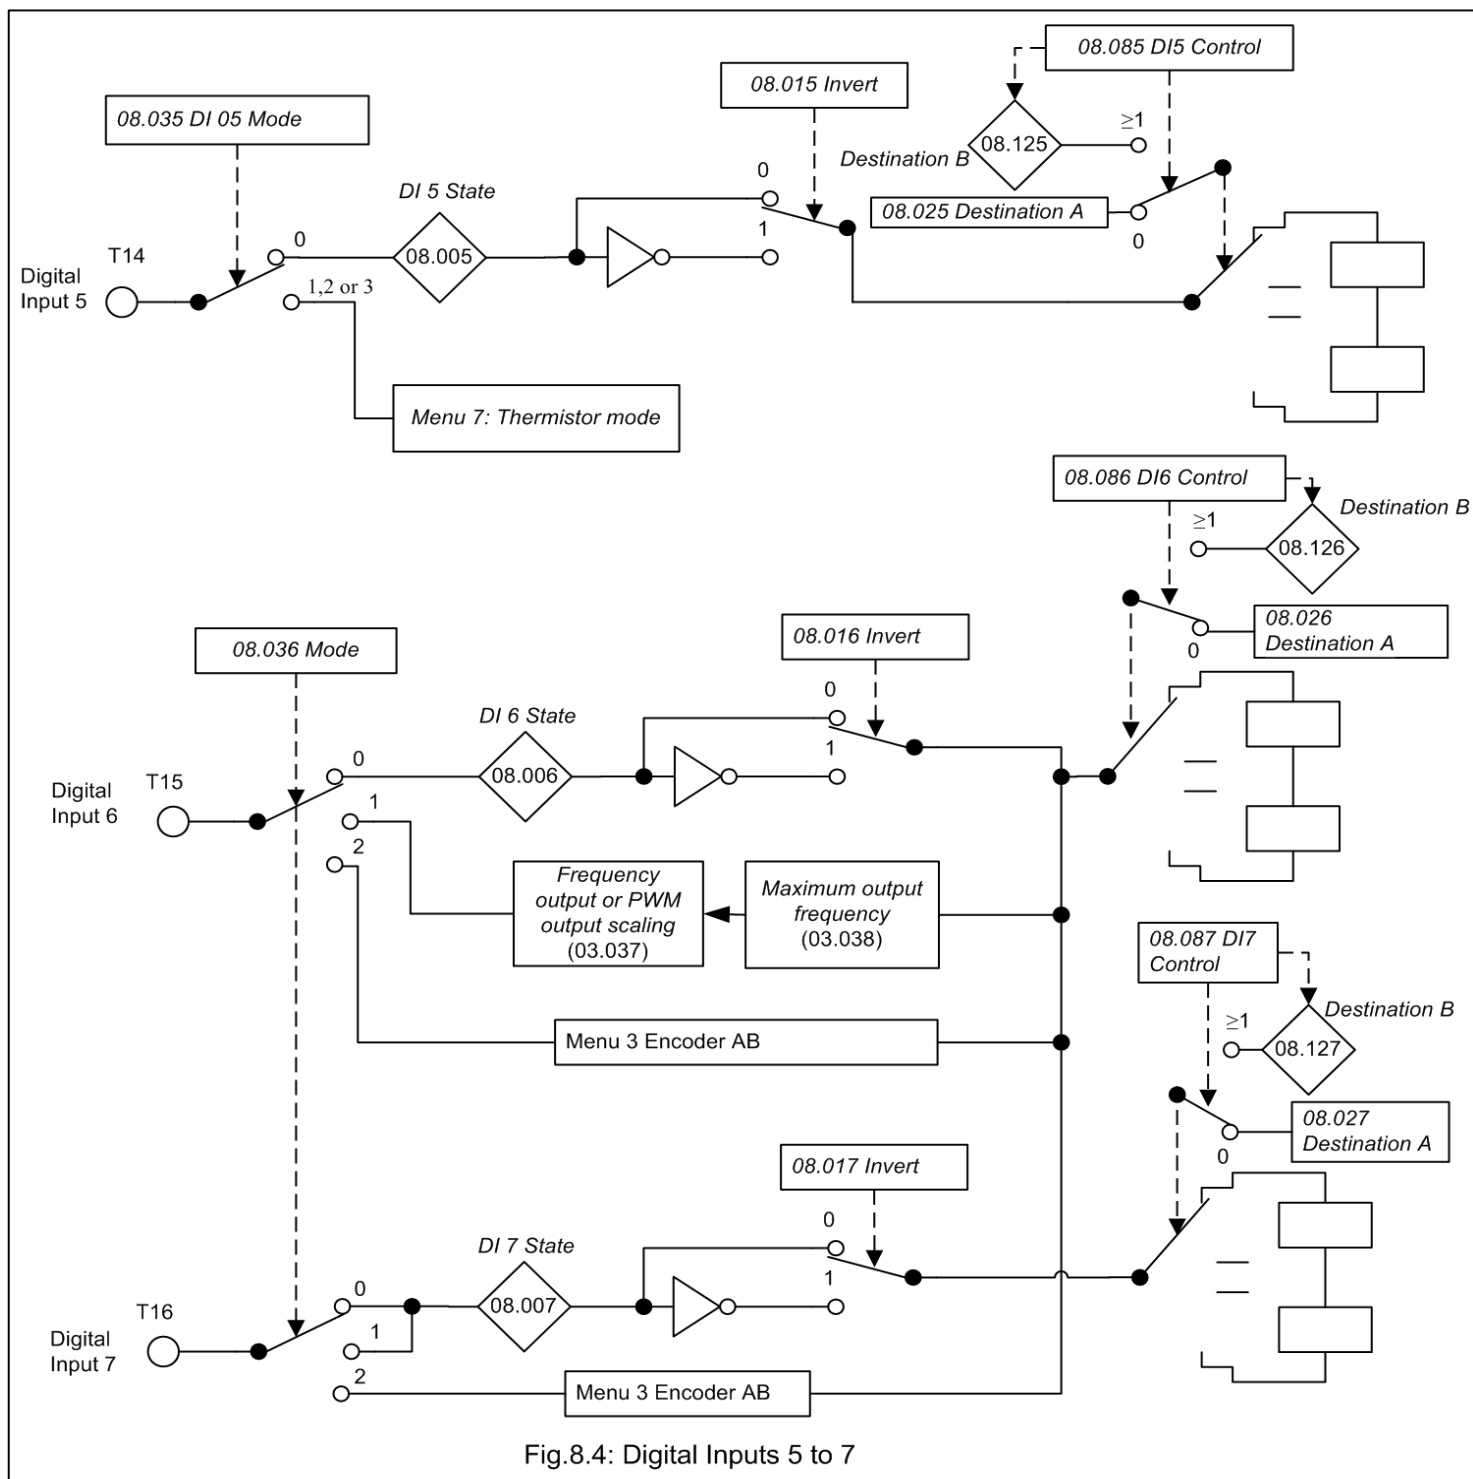 08.085 DI5 Control
08.015 Invert
08.035 DI 05 Mode
≥1
08.125
Destination B
0
DI 5 State
08.025 Destination A
T14
0
08.005
1
0
Digital
Input 5
1,2 or 3
Menu 7: Thermistor mode
08.086 DI6 Control
Destination B
≥1
08.126
08.016 Invert
08.026
Destination A
08.036 Mode
0
0
DI 6 State
0
1
T15
08.006
Digital
Input 6
1
2
Frequency
output or PWM
output scaling
(03.037)
Maximum output
frequency
(03.038)
08.087 DI7
Control
Destination B
≥1
Menu 3 Encoder AB
08.127
08.027
Destination A
08.017 Invert
0
0
DI 7 State
0
1
T16
08.007
1
Digital
Input 7
2
Menu 3 Encoder AB
Fig.8.4: Digital Inputs 5 to 7